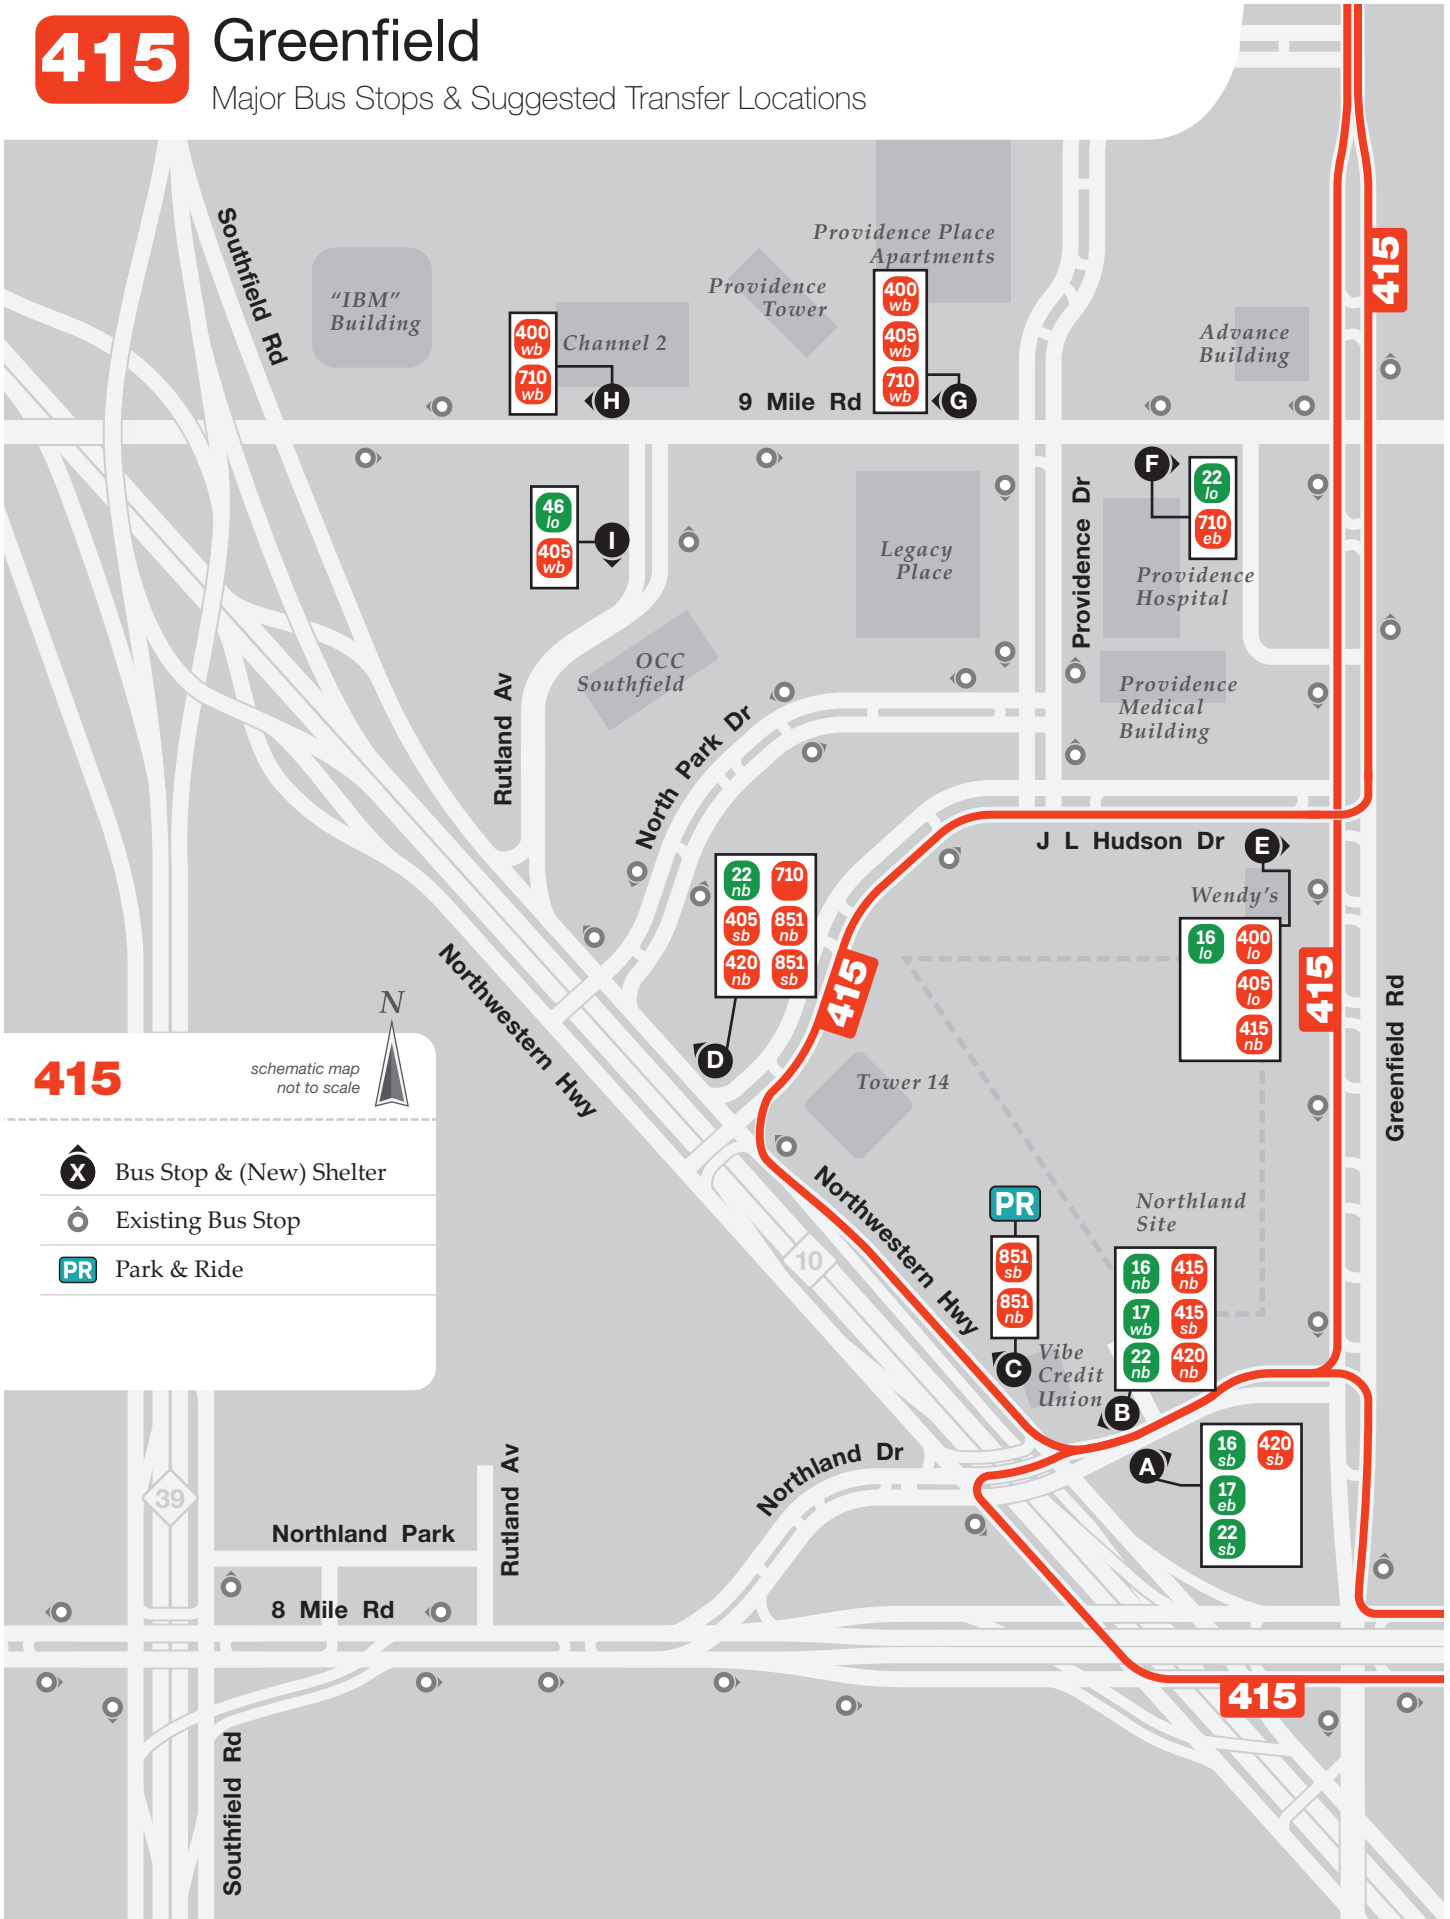 415
Greenfield
Major Bus Stops & Suggested Transfer Locations
Southfield Rd
"IBM"
Building
400
wb
710
wb
Channel 2
H
Providence
Tower
Providence Place
Apartments
400
wb
405
wb
710
wb
9 Mile Rd
G
415
Advance
Building
F
22
lo
710
eb
46
lo
405
wb
I
Legacy
Place
Providence Dr
Providence
Hospital
OCC
Southfield
Providence
Medical
Building
Rutland Av
North Park Dr
J L Hudson Dr
E
Wendy's
22
nb
710
405
sb
851
nb
420
nb
851
sb
D
415
16
lo
400
lo
405
lo
415
nb
415
Greenfield Rd
Northwestern Hwy
Tower 14
N
415
schematic map
not to scale
X
Bus Stop & (New) Shelter
Existing Bus Stop
PR
Park & Ride
Northwestern Hwy
10
PR
851
sb
851
nb
C
Vibe
Credit
Union
Northland
Site
16
nb
415
nb
17
wb
415
sb
22
nb
420
nb
B
A
16
sb
420
sb
17
eb
22
sb
Northland Dr
39
Northland Park
Rutland Av
8 Mile Rd
415
Southfield Rd